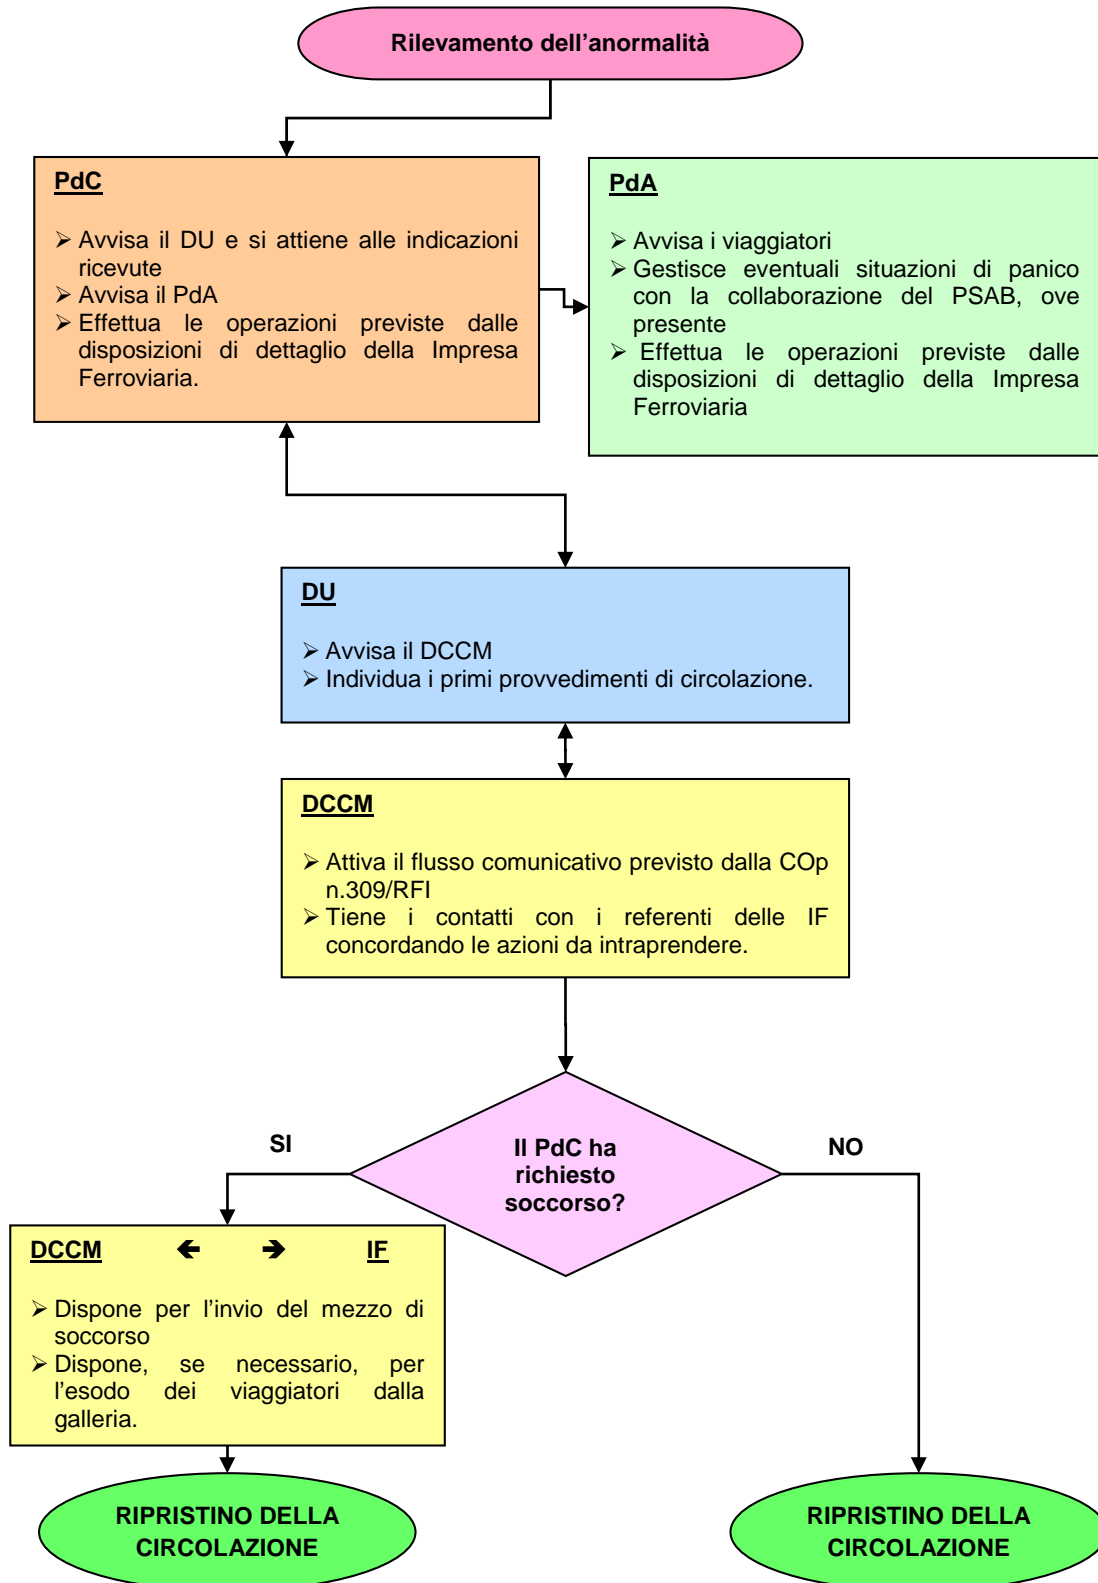 Rilevamento dell’anormalità
PdC
➢ Avvisa il DU e si attiene alle indicazioni
ricevute
➢ Avvisa il PdA
➢ Effettua le operazioni previste dalle
disposizioni di dettaglio della Impresa
Ferroviaria.
PdA
➢ Avvisa i viaggiatori
➢ Gestisce eventuali situazioni di panico
con la collaborazione del PSAB, ove
presente
➢ Effettua le operazioni previste dalle
disposizioni di dettaglio della Impresa
Ferroviaria
DU
➢ Avvisa il DCCM
➢ Individua i primi provvedimenti di circolazione.
DCCM
➢ Attiva il flusso comunicativo previsto dalla COp
n.309/RFI
➢ Tiene i contatti con i referenti delle IF
concordando le azioni da intraprendere.
Il PdC ha
richiesto
soccorso?
SI
NO
DCCM 🡸 🡺 IF
➢ Dispone per l’invio del mezzo di
soccorso
➢ Dispone, se necessario, per
l’esodo dei viaggiatori dalla
galleria.
RIPRISTINO DELLA
CIRCOLAZIONE
RIPRISTINO DELLA
CIRCOLAZIONE